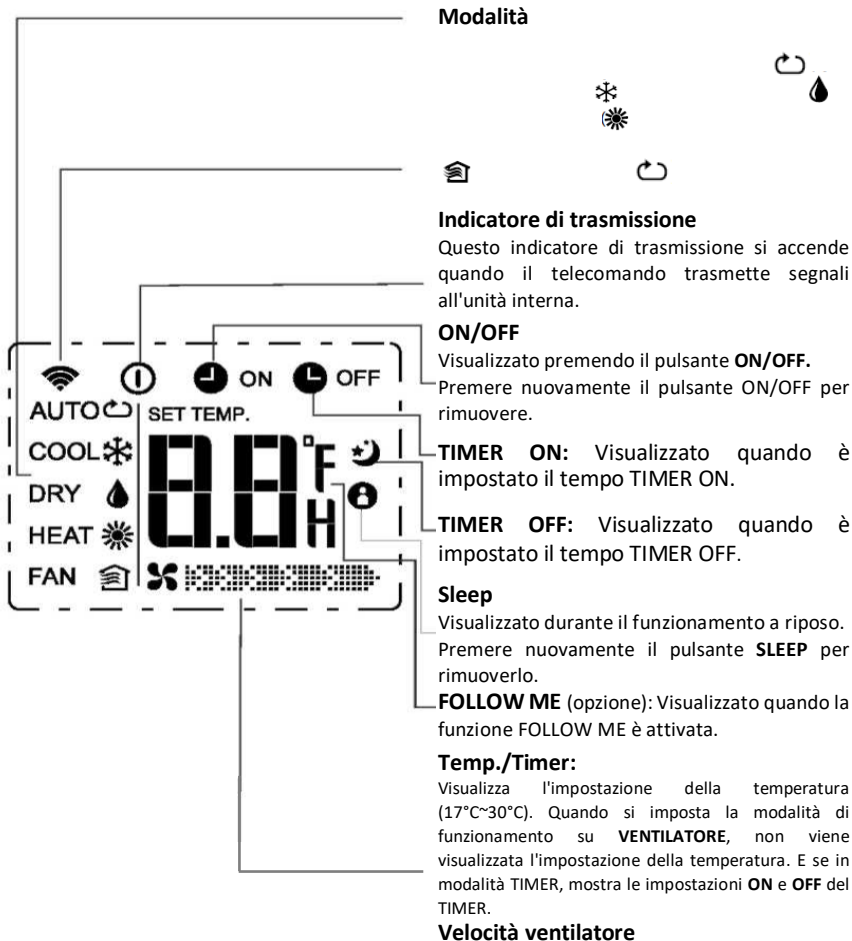 Modalità
Indicatore di trasmissione
Questo indicatore di trasmissione si accende
quando il telecomando trasmette segnali
all'unità interna.
ON/OFF
Visualizzato premendo il pulsante ON/OFF.
Premere nuovamente il pulsante ON/OFF per
rimuovere.
TIMER ON: Visualizzato quando è
impostato il tempo TIMER ON.
TIMER OFF: Visualizzato quando è
impostato il tempo TIMER OFF.
Sleep
Visualizzato durante il funzionamento a riposo.
Premere nuovamente il pulsante SLEEP per
rimuoverlo.
FOLLOW ME (opzione): Visualizzato quando la
funzione FOLLOW ME è attivata.
Temp./Timer:
Visualizza l'impostazione della temperatura
(17°C~30°C). Quando si imposta la modalità di
funzionamento su VENTILATORE, non viene
visualizzata l'impostazione della temperatura. E se in
modalità TIMER, mostra le impostazioni ON e OFF del
TIMER.
Velocità ventilatore
ON OFF
AUTO
SET TEMP.
COOL
DRY
HEAT
FAN
8.8°F
H